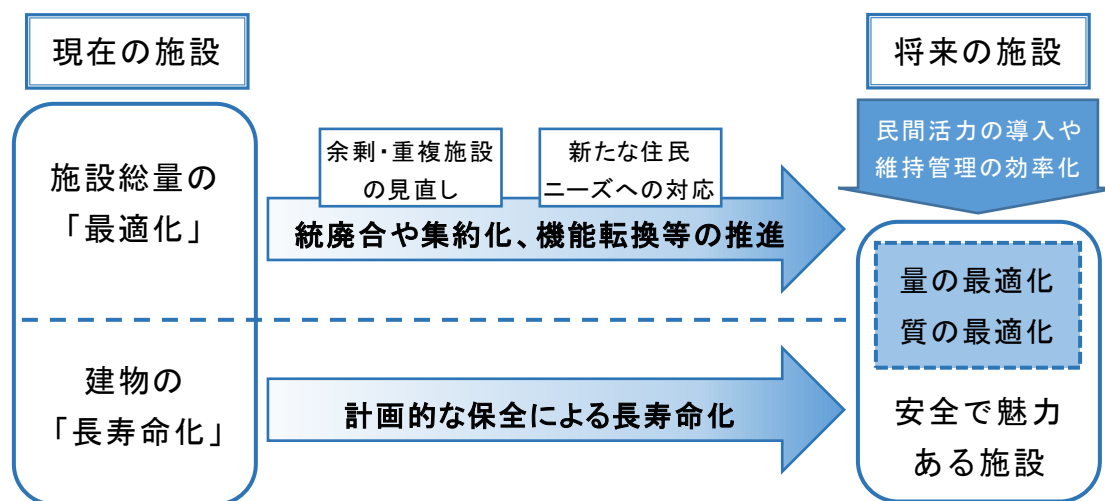 現在の施設
将来の施設
施設総量の
「最適化」
余剰・重複施設
の見直し
新たな住民
ニーズへの対応
統廃合や集約化、機能転換等の推進
民間活力の導入や
維持管理の効率化
量の最適化
質の最適化
建物の
「長寿命化」
計画的な保全による長寿命化
安全で魅力
ある施設